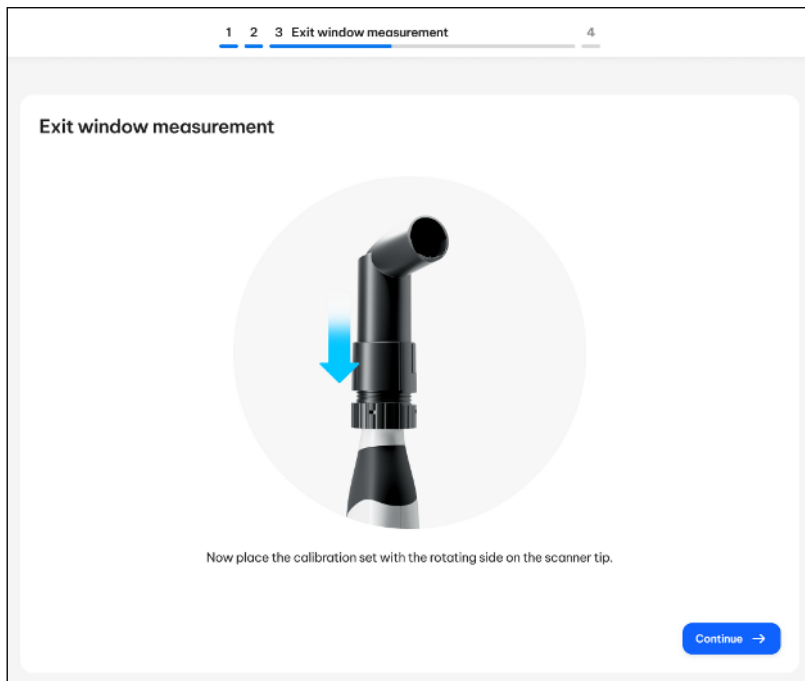 1 2 3 Exit window measurement 4
Exit window measurement
Now place the calibration set with the rotating side on the scanner tip.
Continue